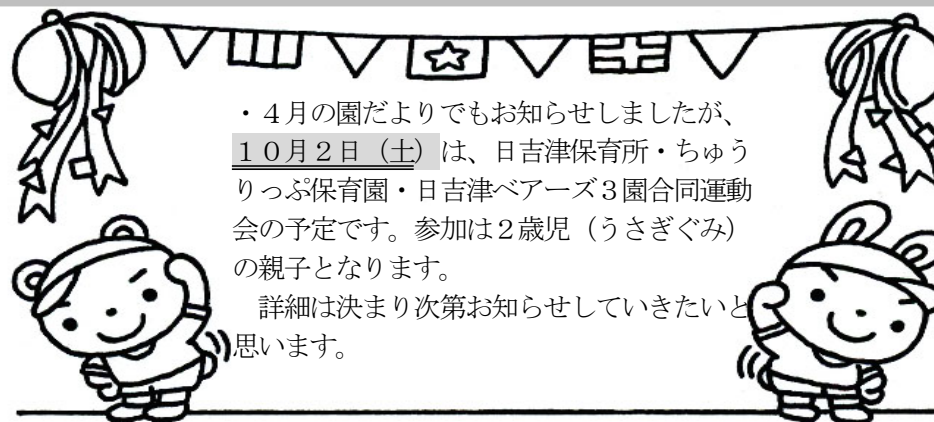 ・４月の園だよりでもお知らせしましたが、
１０月２日（土）は、日吉津保育所・ちゅう
りっぷ保育園・日吉津ベアーズ３園合同運動
会の予定です。参加は２歳児（うさぎぐみ）
の親子となります。
　詳細は決まり次第お知らせしていきたいと
思います。